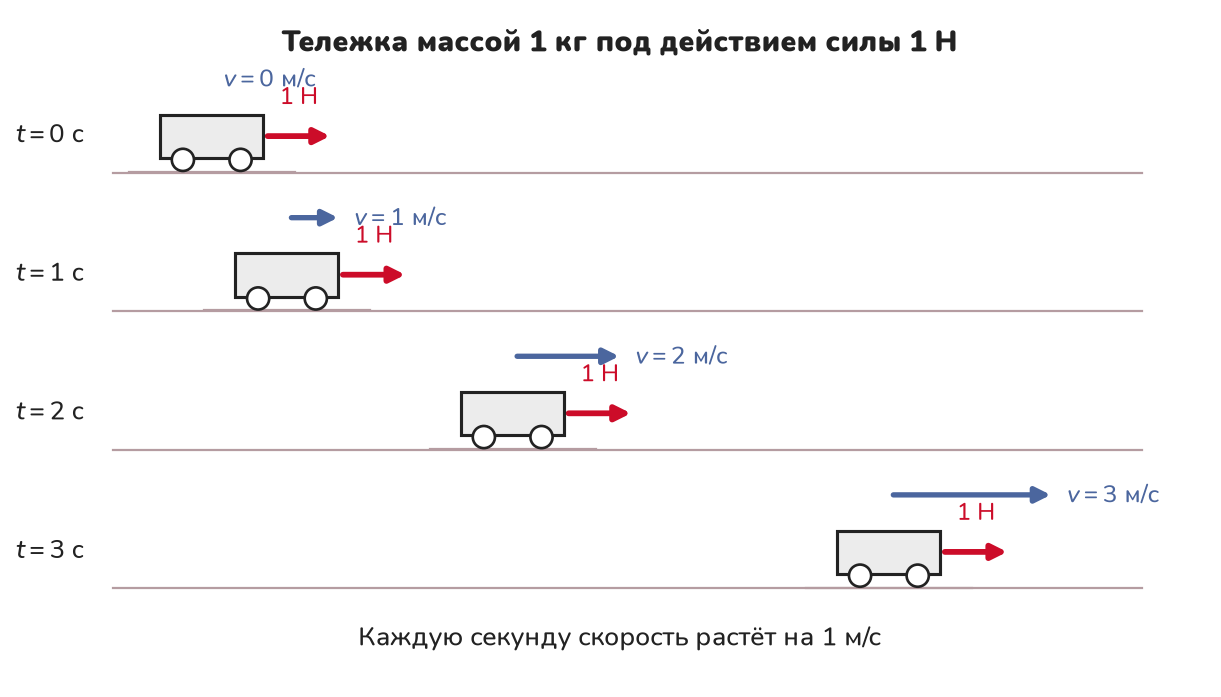 Тележка массой 1 кг под действием силы 1 Н
v = 0 м/с
1 Н
t = 0 с
v = 1 м/с
1 Н
t = 1 с
v = 2 м/с
1 Н
t = 2 с
v = 3 м/с
1 Н
t = 3 с
Каждую секунду скорость растёт на 1 м/с